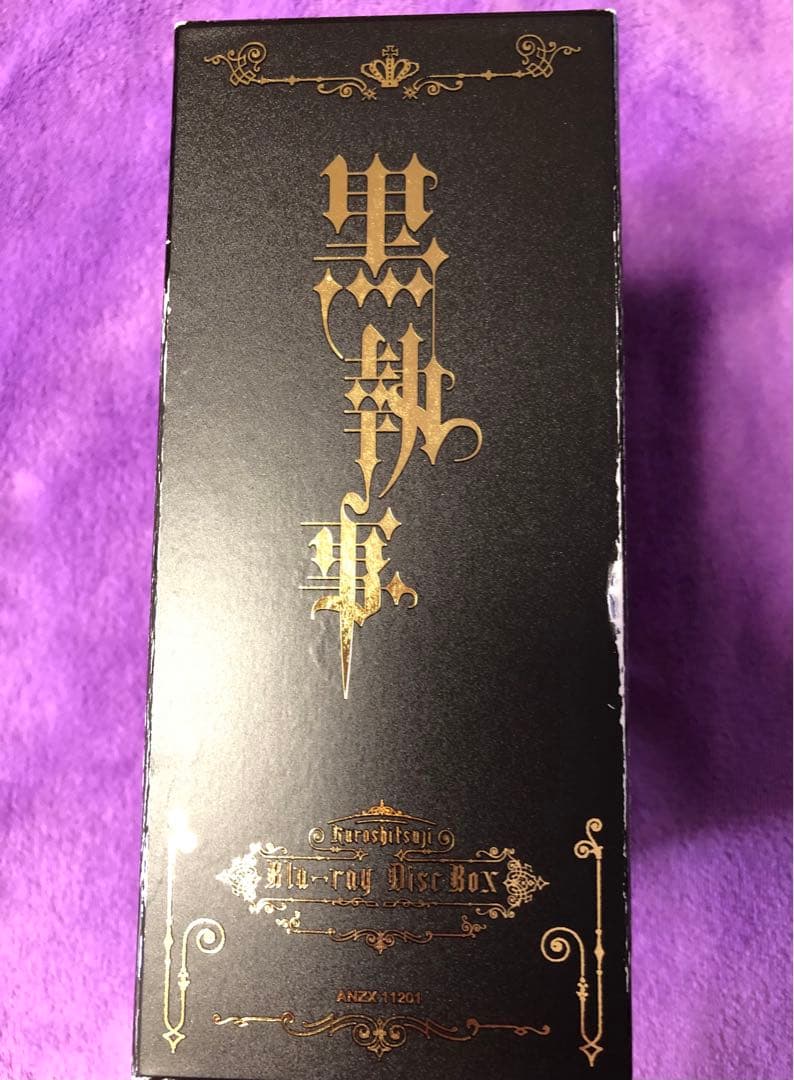 黒執事
Kuroshitsuji
Blu-ray Disc Box
ANZX 11201